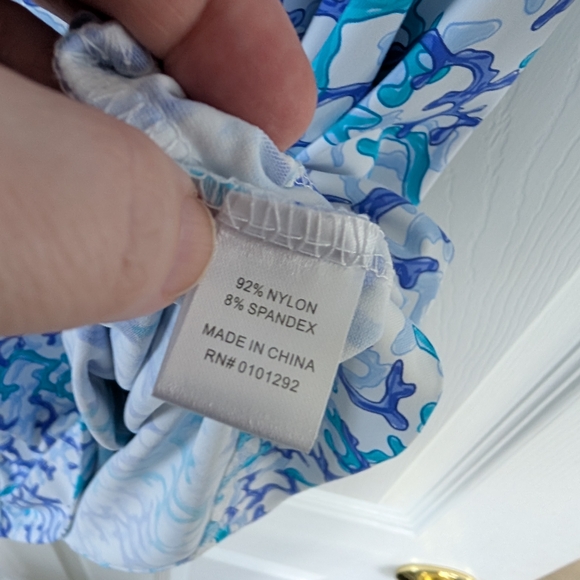 92% NYLON
8% SPANDEX
MADE IN CHINA
RN# 0101292